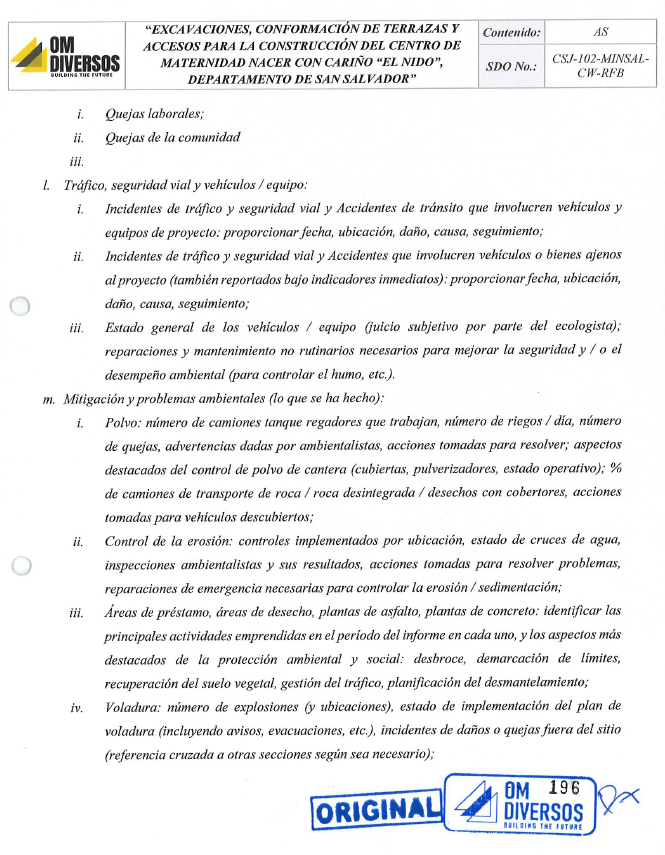 OM
DIVERSOS
BUILDING THE FUTURE
“EXCAVACIONES, CONFORMACIÓN DE TERRAZAS Y
ACCESOS PARA LA CONSTRUCCIÓN DEL CENTRO DE
MATERNIDAD NACER CON CARIÑO “EL NIDO”,
DEPARTAMENTO DE SAN SALVADOR”
Contenido: AS
SDO No.: CSJ-102-MINSAL-
CW-RFB
i. Quejas laborales;
ii. Quejas de la comunidad
iii.
l. Tráfico, seguridad vial y vehículos / equipo:
i. Incidentes de tráfico y seguridad vial y Accidentes de tránsito que involucren vehículos y
equipos de proyecto: proporcionar fecha, ubicación, daño, causa, seguimiento;
ii. Incidentes de tráfico y seguridad vial y Accidentes que involucren vehículos o bienes ajenos
al proyecto (también reportados bajo indicadores inmediatos): proporcionar fecha, ubicación,
daño, causa, seguimiento;
iii. Estado general de los vehículos / equipo (juicio subjetivo por parte del ecologista);
reparaciones y mantenimiento no rutinarios necesarios para mejorar la seguridad y / o el
desempeño ambiental (para controlar el humo, etc.).
m. Mitigación y problemas ambientales (lo que se ha hecho):
i. Polvo: número de camiones tanque regadores que trabajan, número de riegos / día, número
de quejas, advertencias dadas por ambientalistas, acciones tomadas para resolver; aspectos
destacados del control de polvo de cantera (cubiertas, pulverizadores, estado operativo); %
de camiones de transporte de roca / roca desintegrada / desechos con cobertores, acciones
tomadas para vehículos descubiertos;
ii. Control de la erosión: controles implementados por ubicación, estado de cruces de agua,
inspecciones ambientalistas y sus resultados, acciones tomadas para resolver problemas,
reparaciones de emergencia necesarias para controlar la erosión / sedimentación;
iii. Áreas de préstamo, áreas de desecho, plantas de asfalto, plantas de concreto: identificar las
principales actividades emprendidas en el período del informe en cada uno, y los aspectos más
destacados de la protección ambiental y social: desbroce, demarcación de límites,
recuperación del suelo vegetal, gestión del tráfico, planificación del desmantelamiento;
iv. Voladura: número de explosiones (y ubicaciones), estado de implementación del plan de
voladura (incluyendo avisos, evacuaciones, etc.), incidentes de daños o quejas fuera del sitio
(referencia cruzada a otras secciones según sea necesario);
ORIGINAL
OM 196
DIVERSOS
BUILDING THE FUTURE